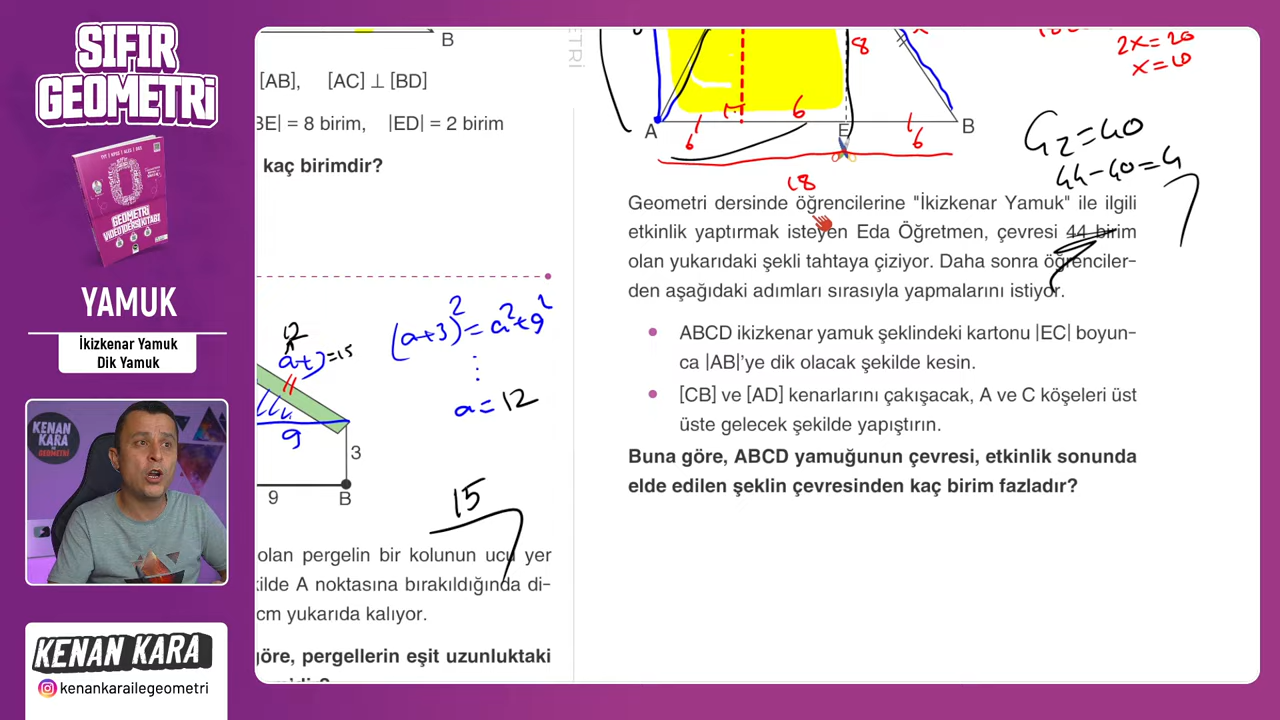 SIFIR
GEOMETRİ
GEOMETRİ
VİDEO DERS KİTABI
YAMUK
İkizkenar Yamuk
Dik Yamuk
KENAN
KARA
GEOMETRİ
KENAN KARA
kenankarailegeometri
B
[AB], [AC] ⊥ [BD]
BE| = 8 birim, |ED| = 2 birim
kaç birimdir?
12
a+3 =15
(a+3)² = a²+9²
a = 12
9
3
9
B
15
olan pergelin bir kolunun ucu yer
kilde A noktasına bırakıldığında di-
cm yukarıda kalıyor.
göre, pergellerin eşit uzunluktaki
ETRİ
8
x
2x=20
x=10
A
H
6
E
B
6
6
18
Ç₂=40
44-40=4
Geometri dersinde öğrencilerine "İkizkenar Yamuk" ile ilgili
etkinlik yaptırmak isteyen Eda Öğretmen, çevresi 44 birim
olan yukarıdaki şekli tahtaya çiziyor. Daha sonra öğrenciler-
den aşağıdaki adımları sırasıyla yapmalarını istiyor.
• ABCD ikizkenar yamuk şeklindeki kartonu |EC| boyun-
ca |AB|'ye dik olacak şekilde kesin.
• [CB] ve [AD] kenarlarını çakışacak, A ve C köşeleri üst
üste gelecek şekilde yapıştırın.
Buna göre, ABCD yamuğunun çevresi, etkinlik sonunda
elde edilen şeklin çevresinden kaç birim fazladır?